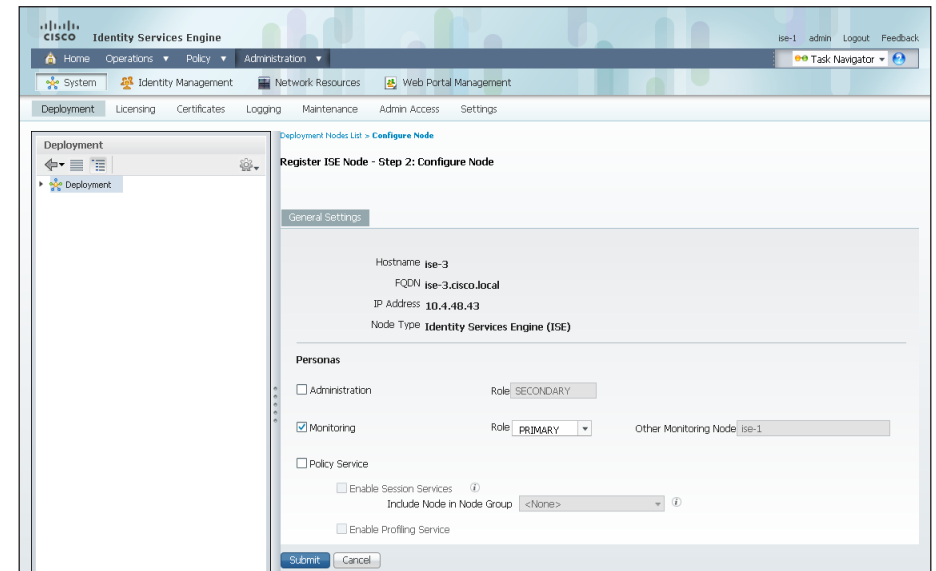 CISCO Identity Services Engine
ise-1 admin Logout Feedback
Home Operations Policy Administration
Task Navigator
System Identity Management Network Resources Web Portal Management
Deployment Licensing Certificates Logging Maintenance Admin Access Settings
Deployment
Deployment
Deployment Nodes List > Configure Node
Register ISE Node - Step 2: Configure Node
General Settings
Hostname ise-3
FQDN ise-3.cisco.local
IP Address 10.4.48.43
Node Type Identity Services Engine (ISE)
Personas
Administration Role SECONDARY
Monitoring Role PRIMARY Other Monitoring Node ise-1
Policy Service
Enable Session Services i
Include Node in Node Group <None> i
Enable Profiling Service
Submit Cancel